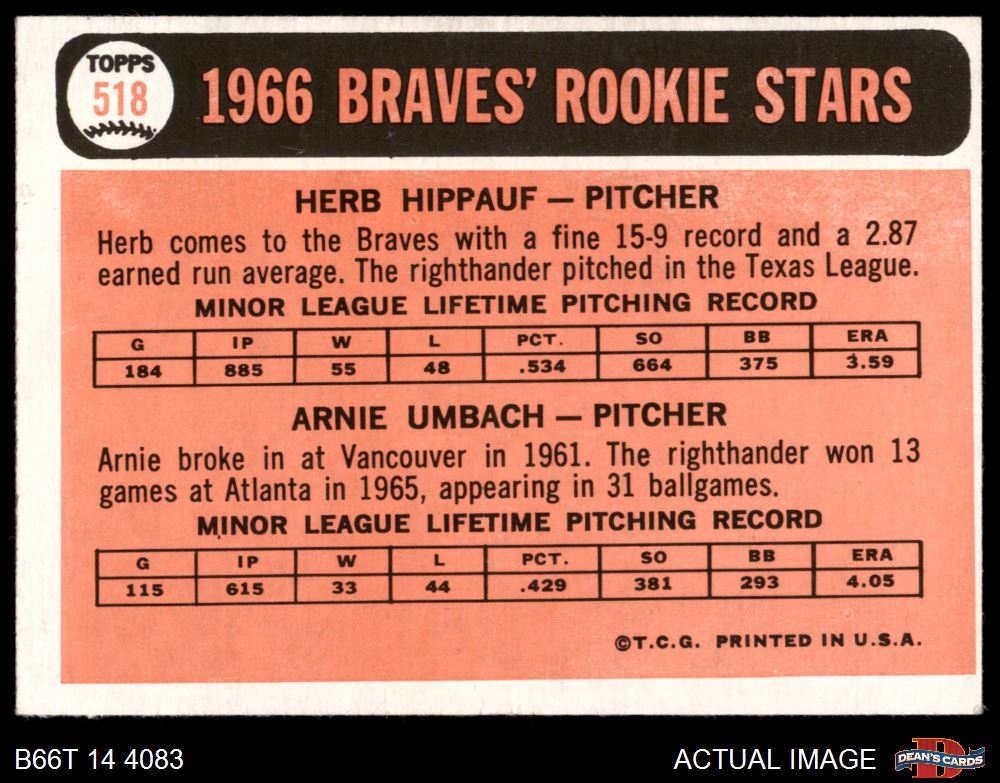 TOPPS
518
1966 BRAVES' ROOKIE STARS
HERB HIPPAUF — PITCHER
Herb comes to the Braves with a fine 15-9 record and a 2.87
earned run average. The righthander pitched in the Texas League.
MINOR LEAGUE LIFETIME PITCHING RECORD
G IP W L PCT. SO BB ERA
184 885 55 48 .534 664 375 3.59
ARNIE UMBACH — PITCHER
Arnie broke in at Vancouver in 1961. The righthander won 13
games at Atlanta in 1965, appearing in 31 ballgames.
MINOR LEAGUE LIFETIME PITCHING RECORD
G IP W L PCT. SO BB ERA
115 615 33 44 .429 381 293 4.05
©T.C.G. PRINTED IN U.S.A.
B66T 14 4083
ACTUAL IMAGE
D
DEAN'S CARDS